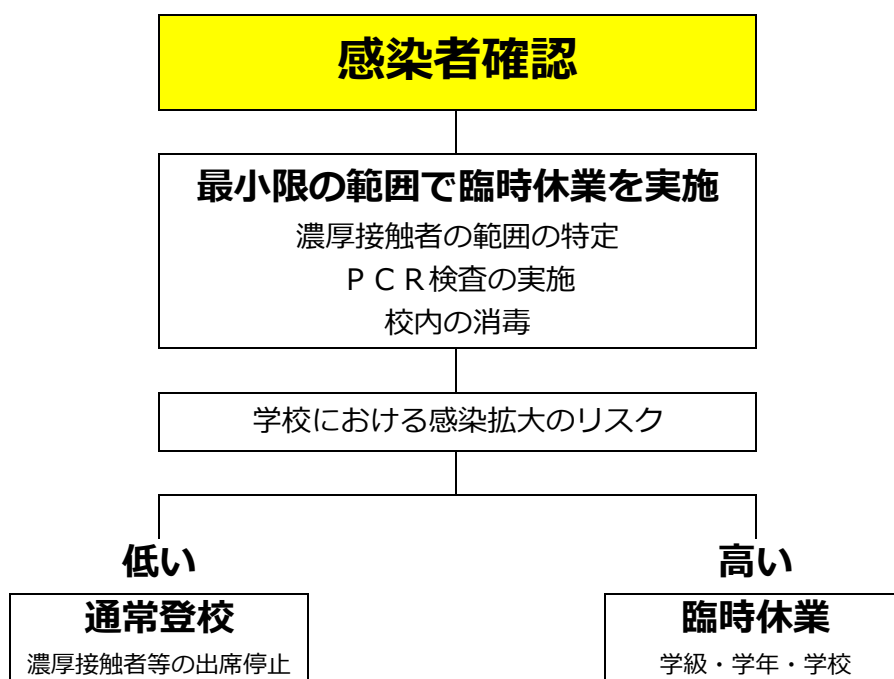 感染者確認
最小限の範囲で臨時休業を実施
濃厚接触者の範囲の特定
ＰＣＲ検査の実施
校内の消毒
学校における感染拡大のリスク
低い
高い
通常登校
臨時休業
濃厚接触者等の出席停止
学級・学年・学校